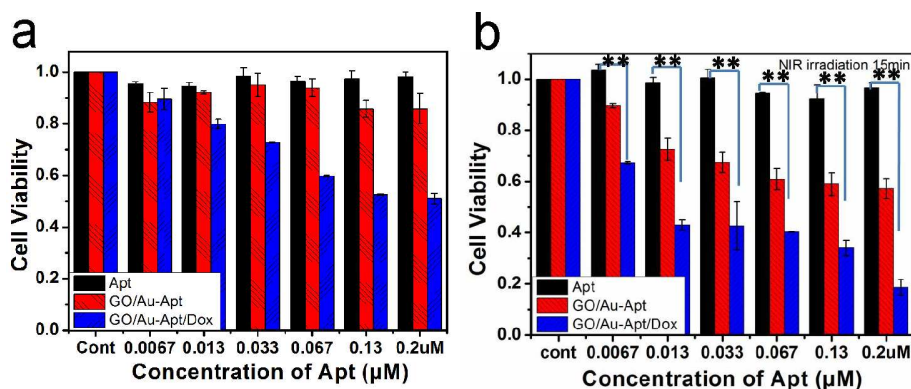 a
Cell Viability
1.0
0.8
0.6
0.4
0.2
0.0
Apt
GO/Au-Apt
GO/Au-Apt/Dox
Cont 0.0067 0.013 0.033 0.067 0.13 0.2uM
Concentration of Apt (μM)
b
NIR irradiation 15min
** ** ** ** ** **
Cell Viability
1.0
0.8
0.6
0.4
0.2
0.0
Apt
GO/Au-Apt
GO/Au-Apt/Dox
cont 0.0067 0.013 0.033 0.067 0.13 0.2uM
Concentration of Apt (μM)